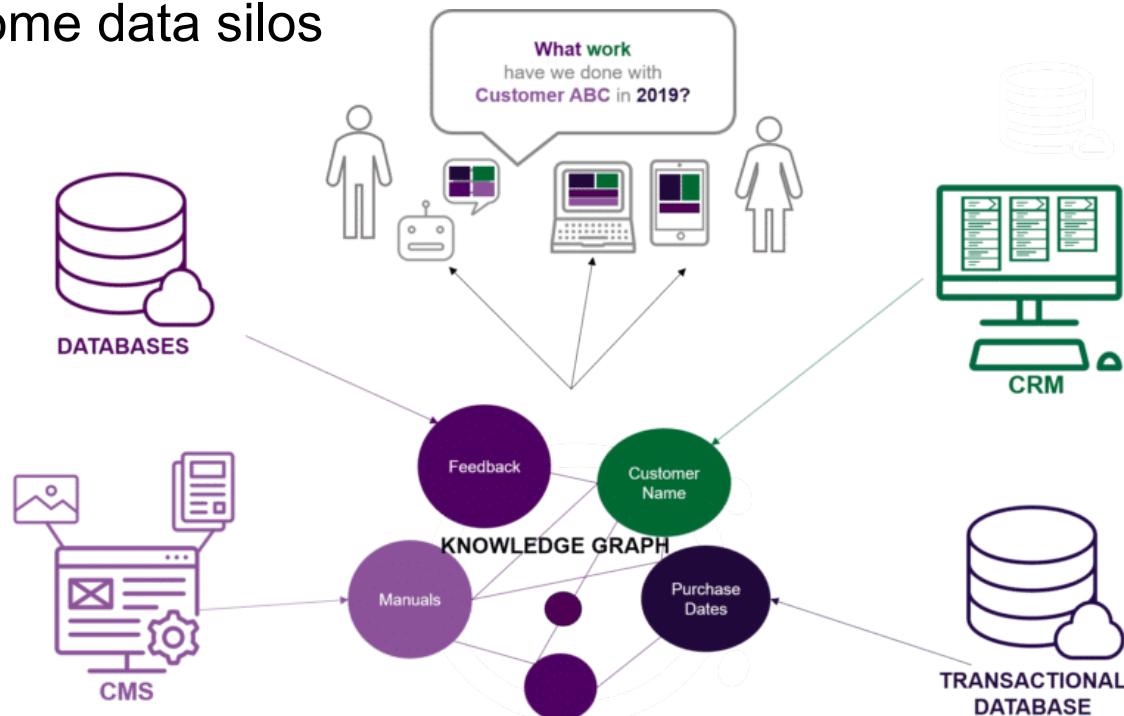 ome data silos
What work
have we done with
Customer ABC in 2019?
DATABASES
CRM
Feedback
Customer
Name
KNOWLEDGE GRAPH
Manuals
Purchase
Dates
CMS
TRANSACTIONAL
DATABASE